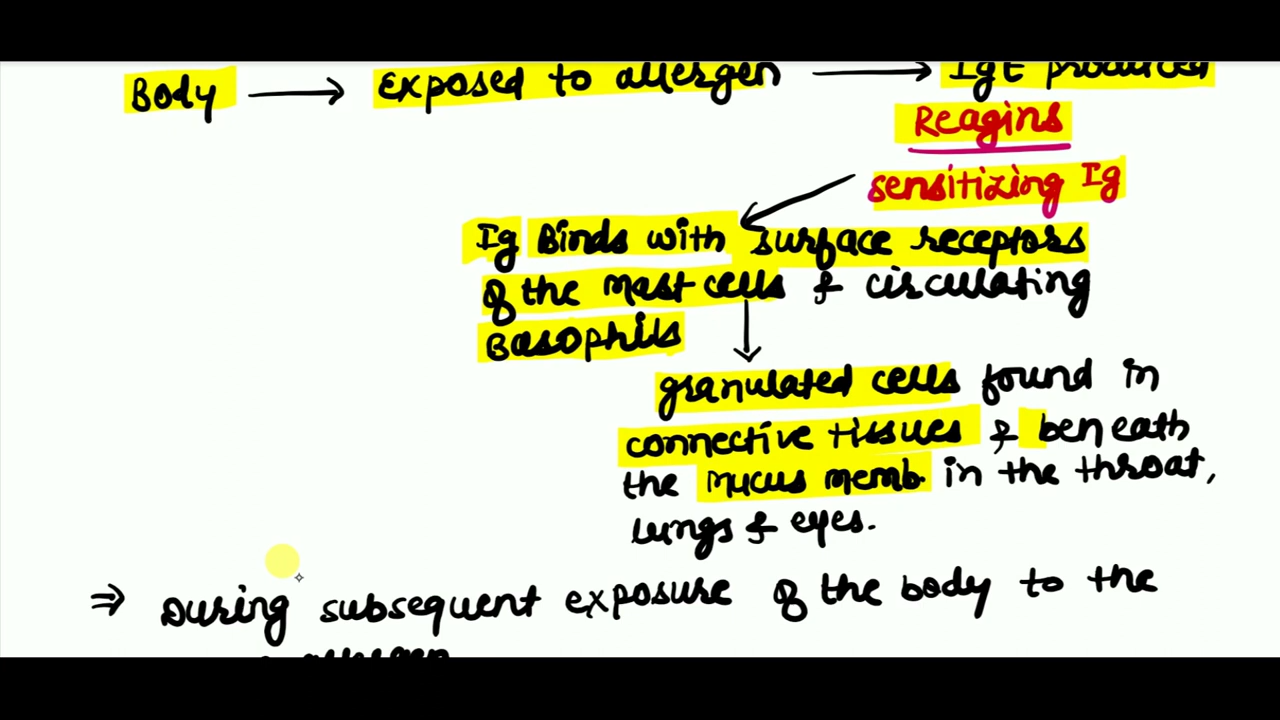 Body → Exposed to allergen → IgE produced
Reagins
sensitizing Ig
Ig Binds with surface receptors
of the mast cells & circulating
Basophils
granulated cells found in
connective tissues & beneath
the mucus memb. in the throat,
lungs & eyes.
⇒ During subsequent exposure of the body to the
allergen